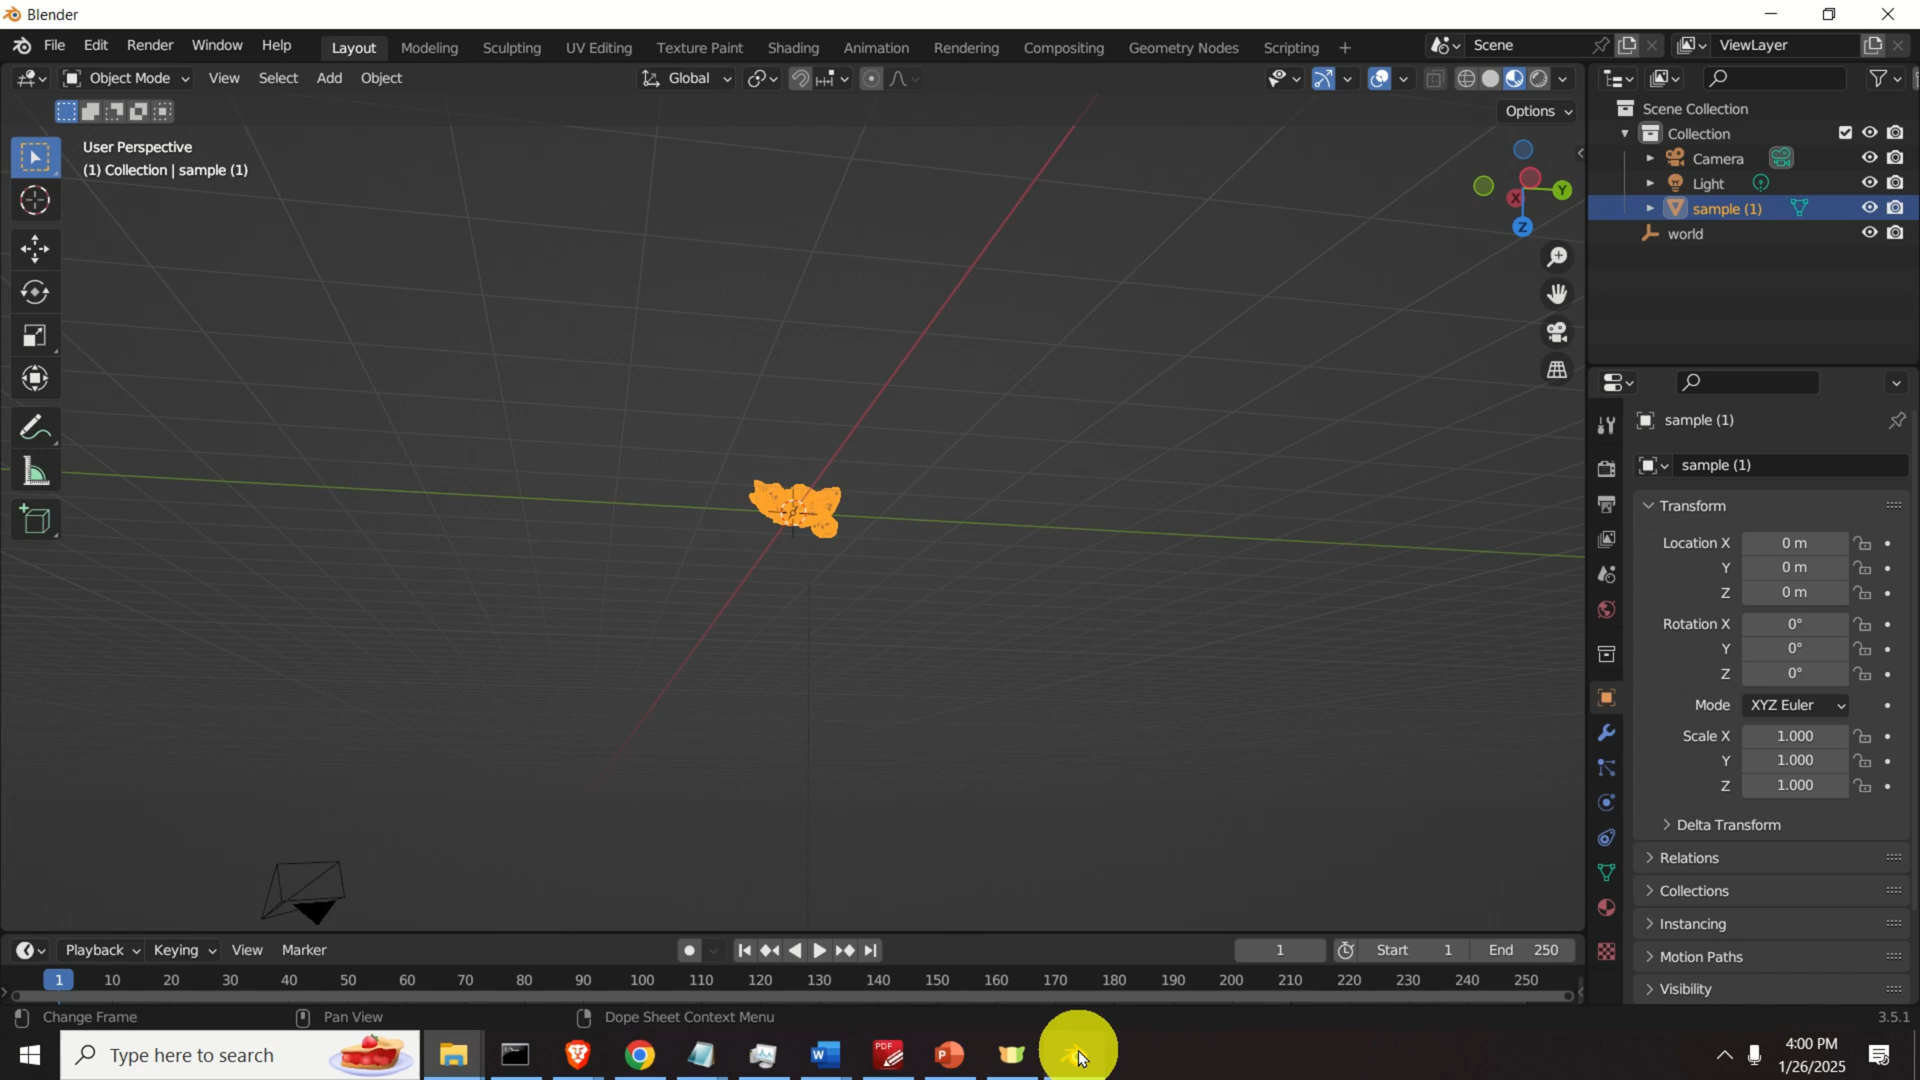 Blender
File Edit Render Window Help Layout Modeling Sculpting UV Editing Texture Paint Shading Animation Rendering Compositing Geometry Nodes Scripting + Scene ViewLayer
Object Mode View Select Add Object Global
Options
User Perspective
(1) Collection | sample (1)
X Y Z
Scene Collection
Collection
Camera
Light
sample (1)
world
sample (1)
sample (1)
Transform
Location X 0 m
Y 0 m
Z 0 m
Rotation X 0°
Y 0°
Z 0°
Mode XYZ Euler
Scale X 1.000
Y 1.000
Z 1.000
Delta Transform
Relations
Collections
Instancing
Motion Paths
Visibility
Playback Keying View Marker 1 Start 1 End 250
1 10 20 30 40 50 60 70 80 90 100 110 120 130 140 150 160 170 180 190 200 210 220 230 240 250
Change Frame Pan View Dope Sheet Context Menu 3.5.1
Type here to search
PDF
W
P
4:00 PM
1/26/2025